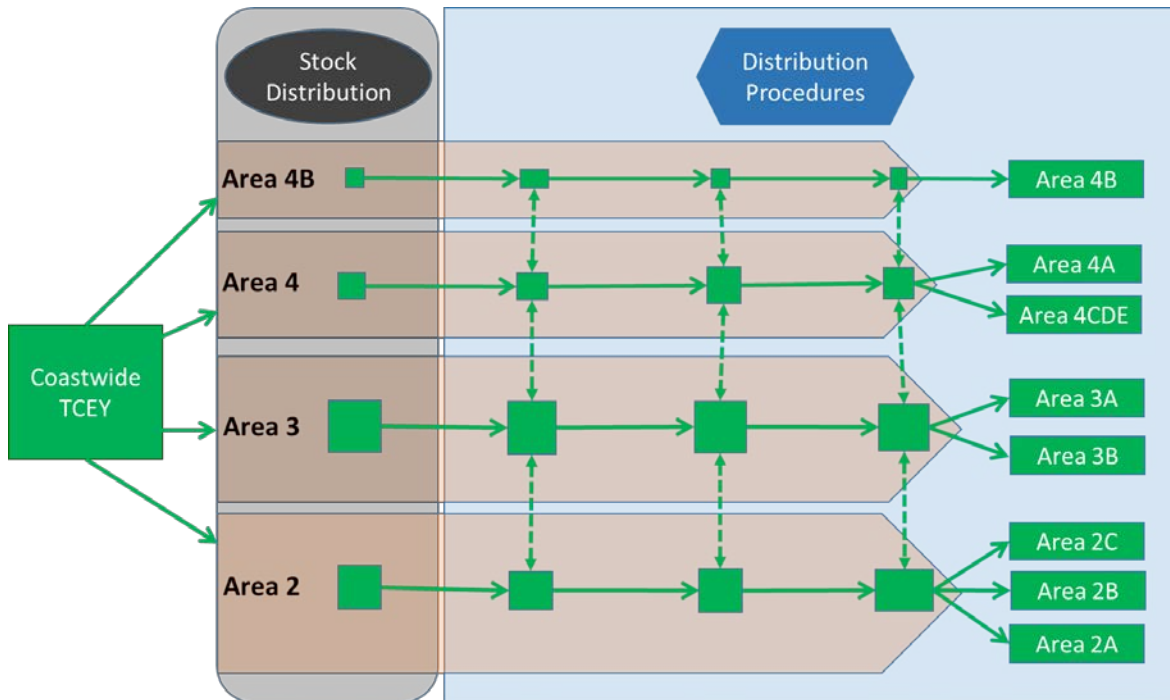 Stock
Distribution
Distribution
Procedures
Area 4B
Area 4B
Area 4
Area 4A
Area 4CDE
Coastwide
TCEY
Area 3
Area 3A
Area 3B
Area 2
Area 2C
Area 2B
Area 2A